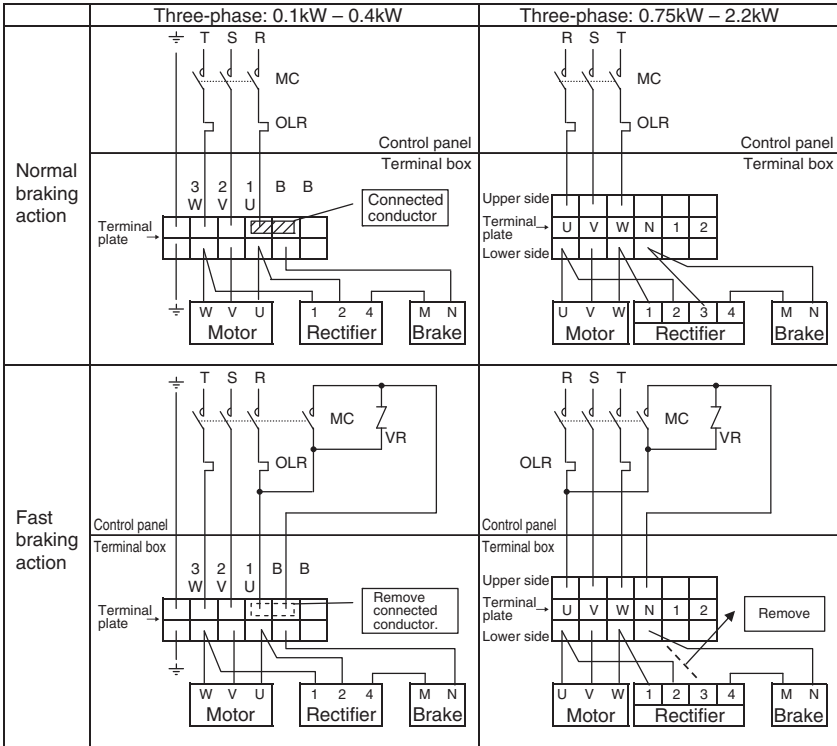 Three-phase: 0.1kW – 0.4kW
Three-phase: 0.75kW – 2.2kW
Normal
braking
action
T S R
MC
OLR
Control panel
Terminal box
3 2 1 B B
W V U
Connected
conductor
Terminal
plate
W V U
Motor
1 2 4
Rectifier
M N
Brake
R S T
MC
OLR
Control panel
Terminal box
Upper side
Terminal
plate
Lower side
U V W N 1 2
U V W
Motor
1 2 3 4
Rectifier
M N
Brake
Fast
braking
action
T S R
MC
VR
OLR
Control panel
Terminal box
3 2 1 B B
W V U
Remove
connected
conductor.
Terminal
plate
W V U
Motor
1 2 4
Rectifier
M N
Brake
R S T
MC
VR
OLR
Control panel
Terminal box
Upper side
Terminal
plate
Lower side
U V W N 1 2
Remove
U V W
Motor
1 2 3 4
Rectifier
M N
Brake